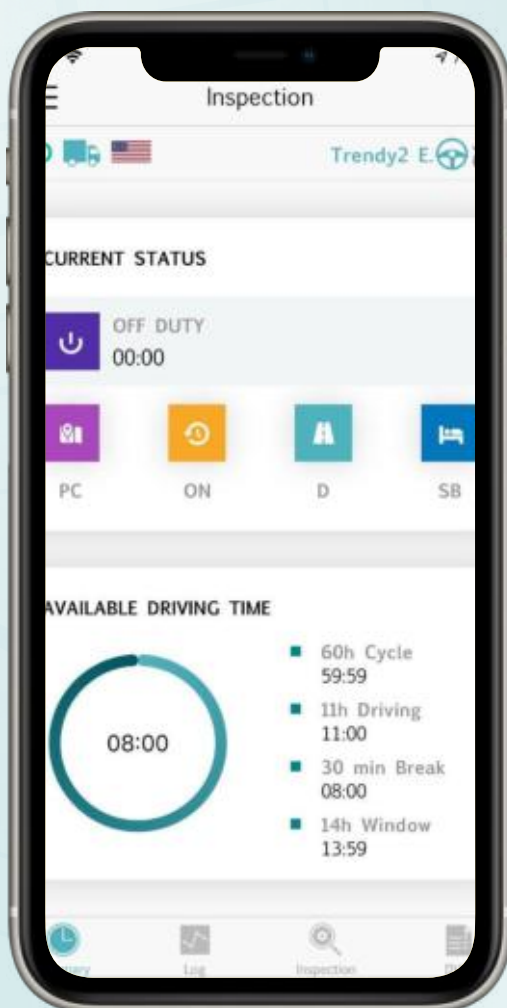 Inspection
Trendy2 E.
CURRENT STATUS
OFF DUTY
00:00
PC
ON
D
SB
AVAILABLE DRIVING TIME
08:00
60h Cycle
59:59
11h Driving
11:00
30 min Break
08:00
14h Window
13:59
Log
Inspection